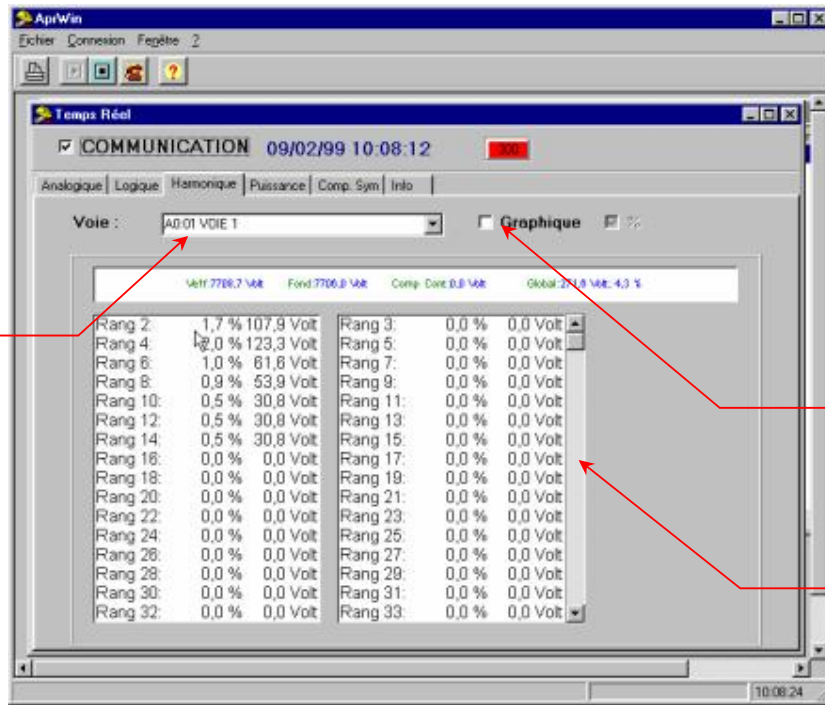 AprWin
Fichier Connexion Fenêtre ?
Temps Réel
COMMUNICATION 09/02/99 10:08:12 300
Analogique Logique Harmonique Puissance Comp. Sym Info
Voie : A0:01 VOIE 1 Graphique %
Veff:7708,7 Volt Fond:7706,0 Volt Comp. Cont:0,0 Volt Global:271,6 Volt: 4,3 %
Rang 2: 1,7 % 107,9 Volt Rang 3: 0,0 % 0,0 Volt
Rang 4: 2,0 % 123,3 Volt Rang 5: 0,0 % 0,0 Volt
Rang 6: 1,0 % 61,6 Volt Rang 7: 0,0 % 0,0 Volt
Rang 8: 0,9 % 53,9 Volt Rang 9: 0,0 % 0,0 Volt
Rang 10: 0,5 % 30,8 Volt Rang 11: 0,0 % 0,0 Volt
Rang 12: 0,5 % 30,8 Volt Rang 13: 0,0 % 0,0 Volt
Rang 14: 0,5 % 30,8 Volt Rang 15: 0,0 % 0,0 Volt
Rang 16: 0,0 % 0,0 Volt Rang 17: 0,0 % 0,0 Volt
Rang 18: 0,0 % 0,0 Volt Rang 19: 0,0 % 0,0 Volt
Rang 20: 0,0 % 0,0 Volt Rang 21: 0,0 % 0,0 Volt
Rang 22: 0,0 % 0,0 Volt Rang 23: 0,0 % 0,0 Volt
Rang 24: 0,0 % 0,0 Volt Rang 25: 0,0 % 0,0 Volt
Rang 26: 0,0 % 0,0 Volt Rang 27: 0,0 % 0,0 Volt
Rang 28: 0,0 % 0,0 Volt Rang 29: 0,0 % 0,0 Volt
Rang 30: 0,0 % 0,0 Volt Rang 31: 0,0 % 0,0 Volt
Rang 32: 0,0 % 0,0 Volt Rang 33: 0,0 % 0,0 Volt
10:08:24